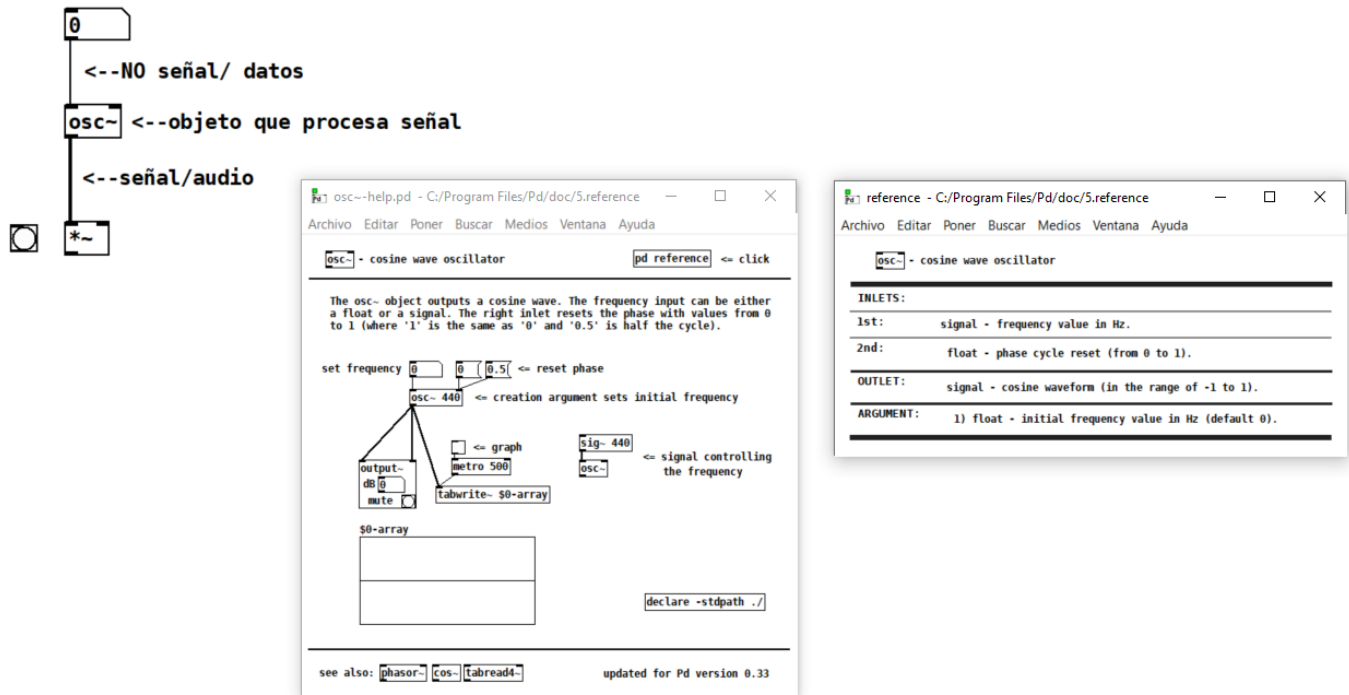 0
<--NO señal/ datos
osc~ <--objeto que procesa señal
<--señal/audio
*~
osc~-help.pd - C:/Program Files/Pd/doc/5.reference
Archivo Editar Poner Buscar Medios Ventana Ayuda
osc~ - cosine wave oscillator
pd reference <= click
The osc~ object outputs a cosine wave. The frequency input can be either
a float or a signal. The right inlet resets the phase with values from 0
to 1 (where '1' is the same as '0' and '0.5' is half the cycle).
set frequency 0 0 0.5 <= reset phase
osc~ 440 <= creation argument sets initial frequency
<= graph
metro 500
output~
dB 0
mute
tabwrite~ $0-array
sig~ 440
osc~
<= signal controlling
the frequency
$0-array
declare -stdpath ./
see also: phasor~ cos~ tabread4~
updated for Pd version 0.33
reference - C:/Program Files/Pd/doc/5.reference
Archivo Editar Poner Buscar Medios Ventana Ayuda
osc~ - cosine wave oscillator
INLETS:
1st: signal - frequency value in Hz.
2nd: float - phase cycle reset (from 0 to 1).
OUTLET: signal - cosine waveform (in the range of -1 to 1).
ARGUMENT: 1) float - initial frequency value in Hz (default 0).